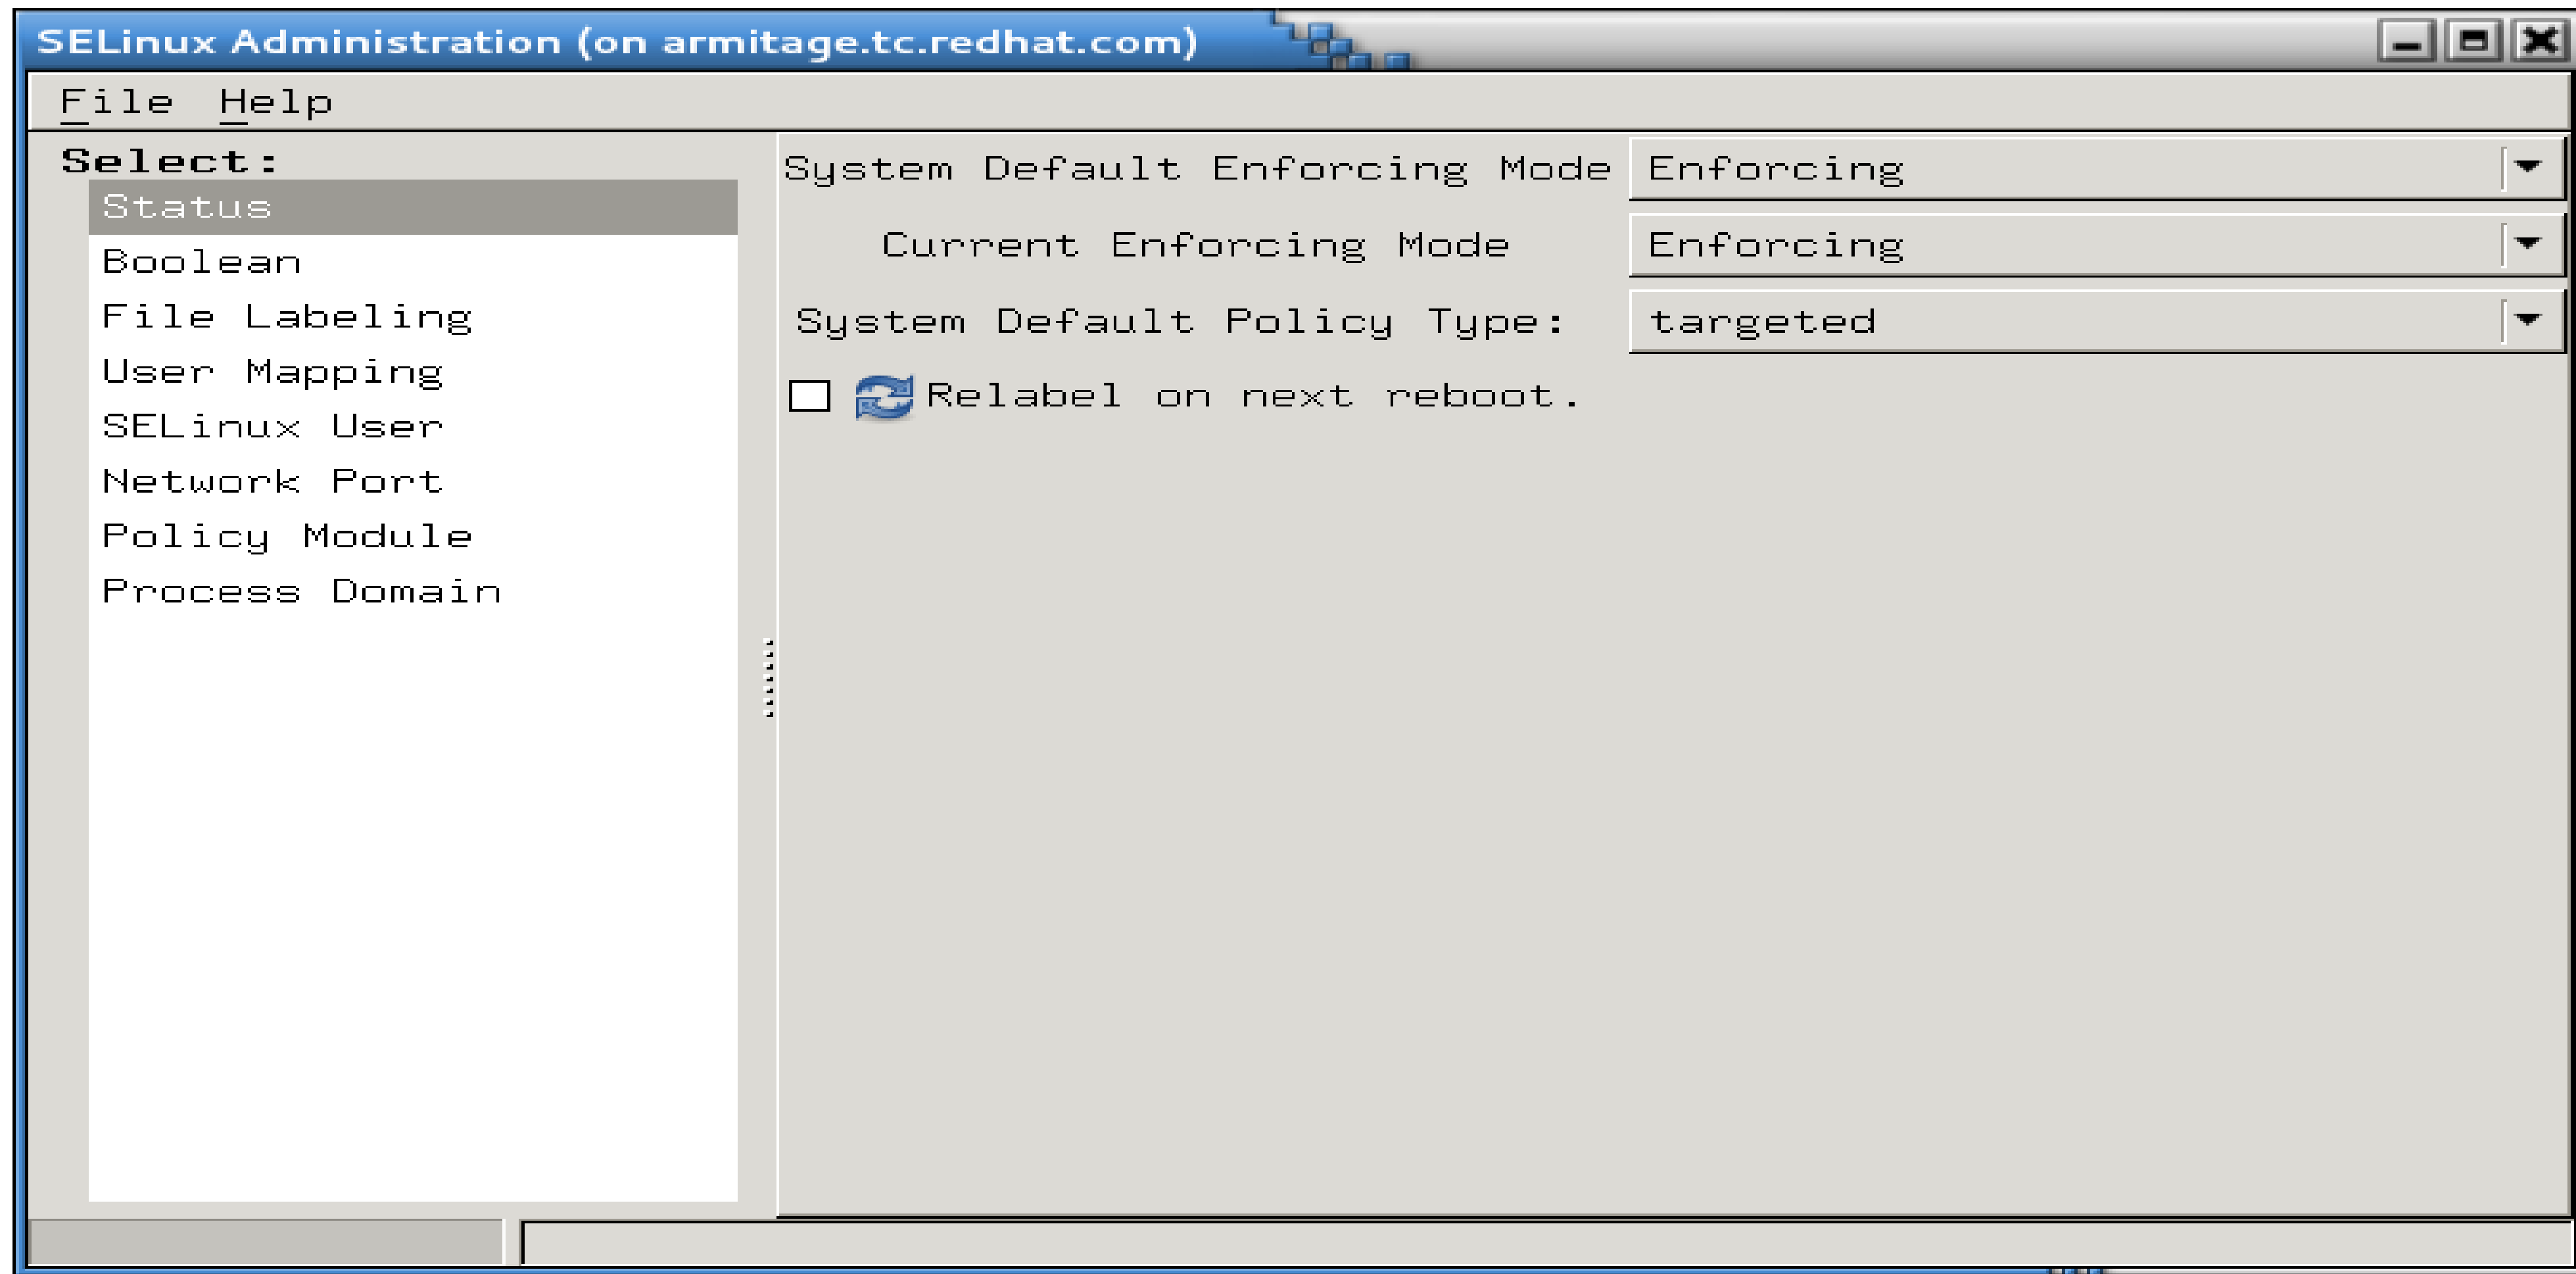 SELinux Administration (on armitage.tc.redhat.com)
File Help
Select:
Status
Boolean
File Labeling
User Mapping
SELinux User
Network Port
Policy Module
Process Domain
System Default Enforcing Mode Enforcing
Current Enforcing Mode Enforcing
System Default Policy Type: targeted
Relabel on next reboot.